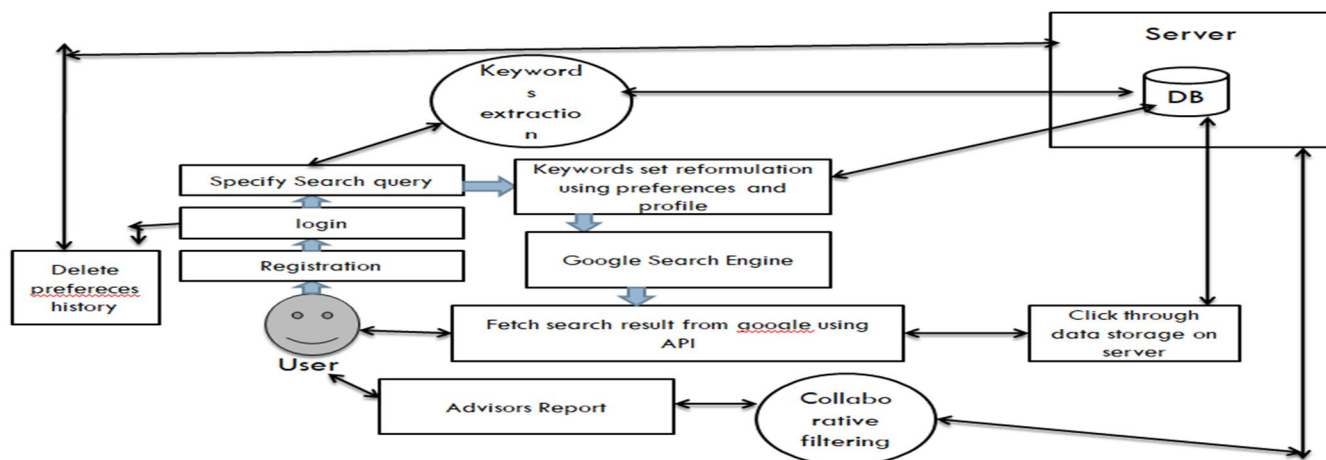 Server
DB
Keyword
s
extractio
n
Specify Search query
Keywords set reformulation
using preferences and
profile
login
Registration
Google Search Engine
Delete
prefereces
history
Fetch search result from google using
API
Click through
data storage on
server
User
Advisors Report
Collabo
rative
filtering